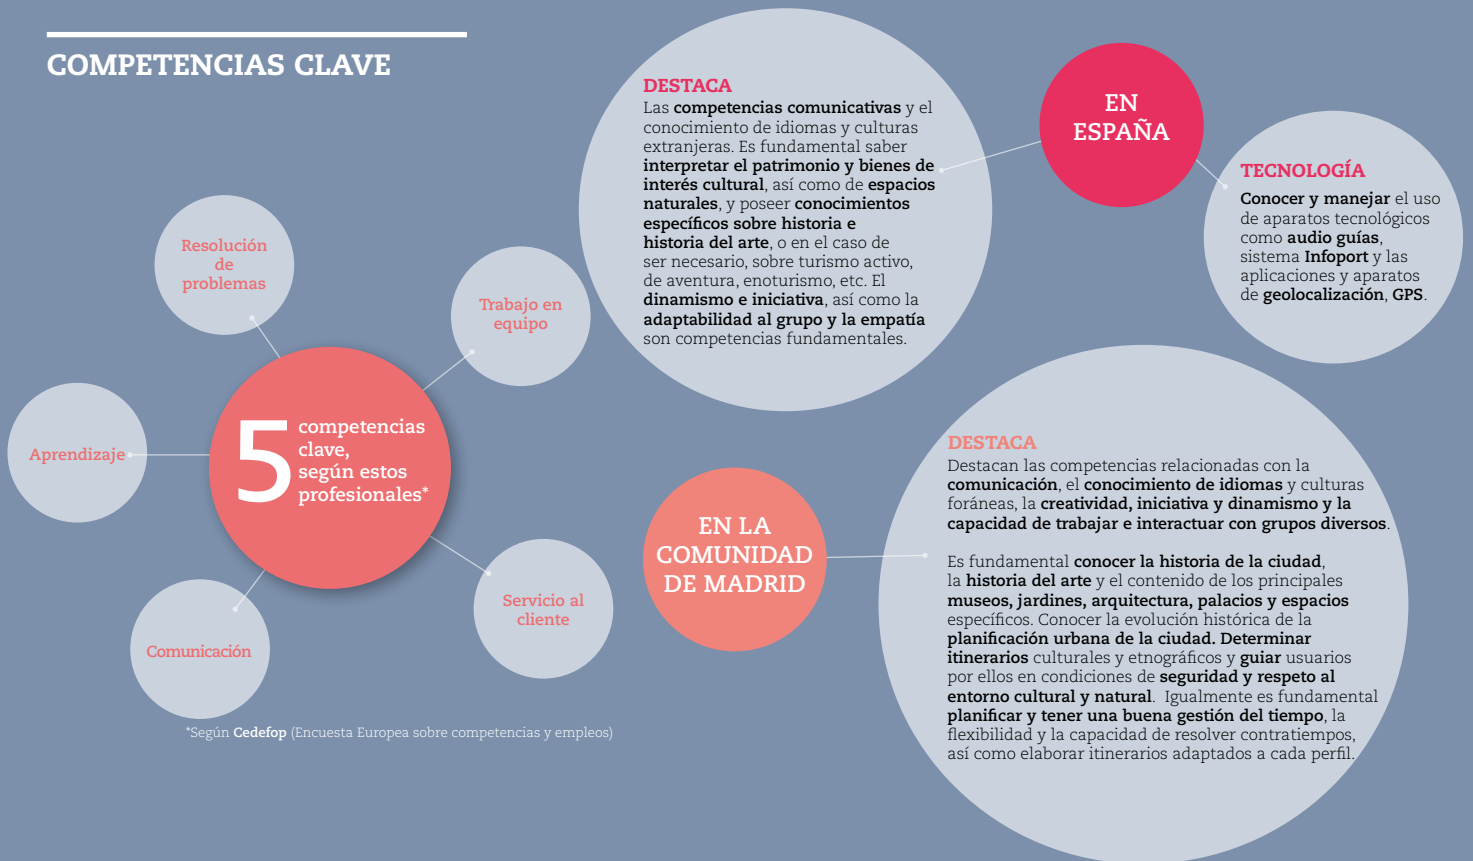 COMPETENCIAS CLAVE
Resolución
de
problemas
Trabajo en
equipo
Aprendizaje
5 competencias
clave,
según estos
profesionales*
Comunicación
Servicio al
cliente
*Según Cedefop (Encuesta Europea sobre competencias y empleos)
EN
ESPAÑA
DESTACA
Las competencias comunicativas y el
conocimiento de idiomas y culturas
extranjeras. Es fundamental saber
interpretar el patrimonio y bienes de
interés cultural, así como de espacios
naturales, y poseer conocimientos
específicos sobre historia e
historia del arte, o en el caso de
ser necesario, sobre turismo activo,
de aventura, enoturismo, etc. El
dinamismo e iniciativa, así como la
adaptabilidad al grupo y la empatía
son competencias fundamentales.
TECNOLOGÍA
Conocer y manejar el uso
de aparatos tecnológicos
como audio guías,
sistema Infoport y las
aplicaciones y aparatos
de geolocalización, GPS.
EN LA
COMUNIDAD
DE MADRID
DESTACA
Destacan las competencias relacionadas con la
comunicación, el conocimiento de idiomas y culturas
foráneas, la creatividad, iniciativa y dinamismo y la
capacidad de trabajar e interactuar con grupos diversos.
Es fundamental conocer la historia de la ciudad,
la historia del arte y el contenido de los principales
museos, jardines, arquitectura, palacios y espacios
específicos. Conocer la evolución histórica de la
planificación urbana de la ciudad. Determinar
itinerarios culturales y etnográficos y guiar usuarios
por ellos en condiciones de seguridad y respeto al
entorno cultural y natural. Igualmente es fundamental
planificar y tener una buena gestión del tiempo, la
flexibilidad y la capacidad de resolver contratiempos,
así como elaborar itinerarios adaptados a cada perfil.